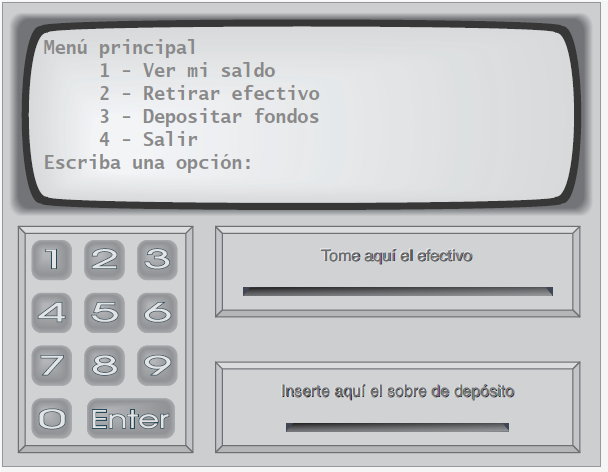 Menú principal
1 - Ver mi saldo
2 - Retirar efectivo
3 - Depositar fondos
4 - Salir
Escriba una opción:
1 2 3
4 5 6
7 8 9
0 Enter
Tome aquí el efectivo
Inserte aquí el sobre de depósito